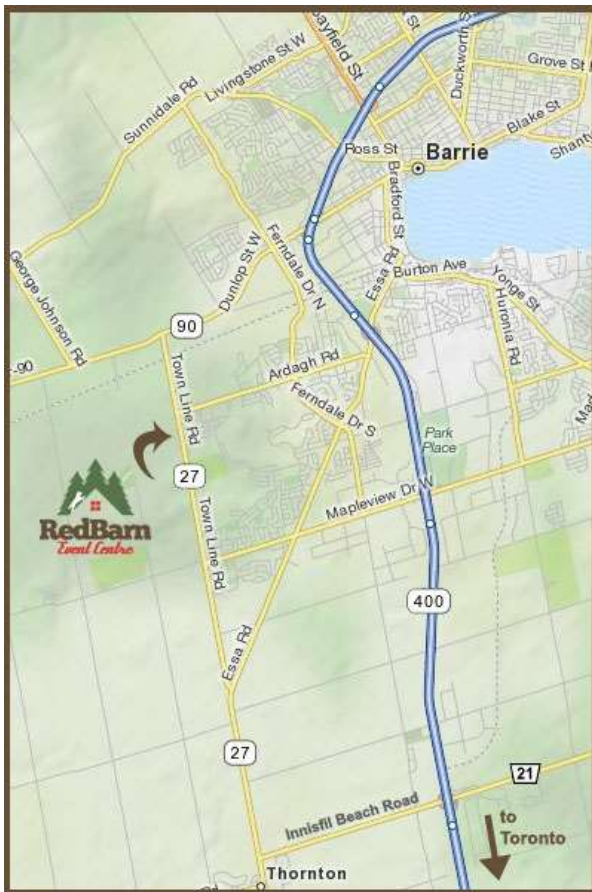 Bayfield St
Livingstone St W
Sunnidale Rd
Duckworth S
Grove St
Blake St
Ross St
Barrie
Shanty
Bradford St
Ferndale Dr N
Dunlop St W
George Johnson Rd
Essa Rd
Burton Ave
Yonge St
Huronia Rd
90
-90
Town Line Rd
Ardagh Rd
Ferndale Dr S
Park
Place
27
RedBarn
Event Centre
Town Line Rd
Mapleview Dr W
400
Essa Rd
27
21
Innisfil Beach Road
to
Toronto
Thornton